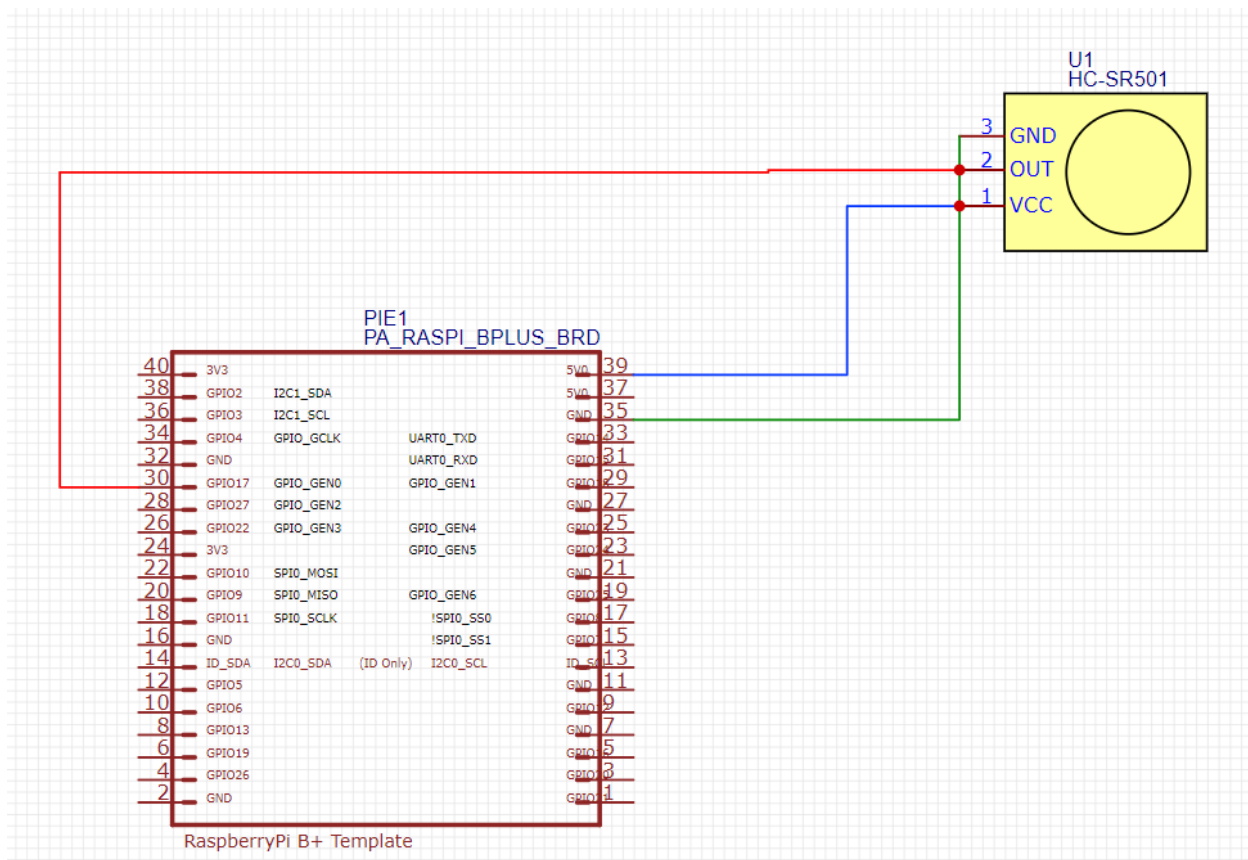 U1
HC-SR501
3 GND
2 OUT
1 VCC
PIE1
PA_RASPI_BPLUS_BRD
40 3V3 5V0 39
38 GPIO2 I2C1_SDA 5V0 37
36 GPIO3 I2C1_SCL GND 35
34 GPIO4 GPIO_GCLK UART0_TXD 33
32 GND UART0_RXD 31
30 GPIO17 GPIO_GEN0 GPIO_GEN1 29
28 GPIO27 GPIO_GEN2 GND 27
26 GPIO22 GPIO_GEN3 GPIO_GEN4 25
24 3V3 GPIO_GEN5 23
22 GPIO10 SPI0_MOSI GND 21
20 GPIO9 SPI0_MISO GPIO_GEN6 19
18 GPIO11 SPI0_SCLK !SPI0_SS0 17
16 GND !SPI0_SS1 15
14 ID_SDA I2C0_SDA (ID Only) I2C0_SCL 13
12 GPIO5 GND 11
10 GPIO6 9
8 GPIO13 GND 7
6 GPIO19 5
4 GPIO26 3
2 GND 1
RaspberryPi B+ Template